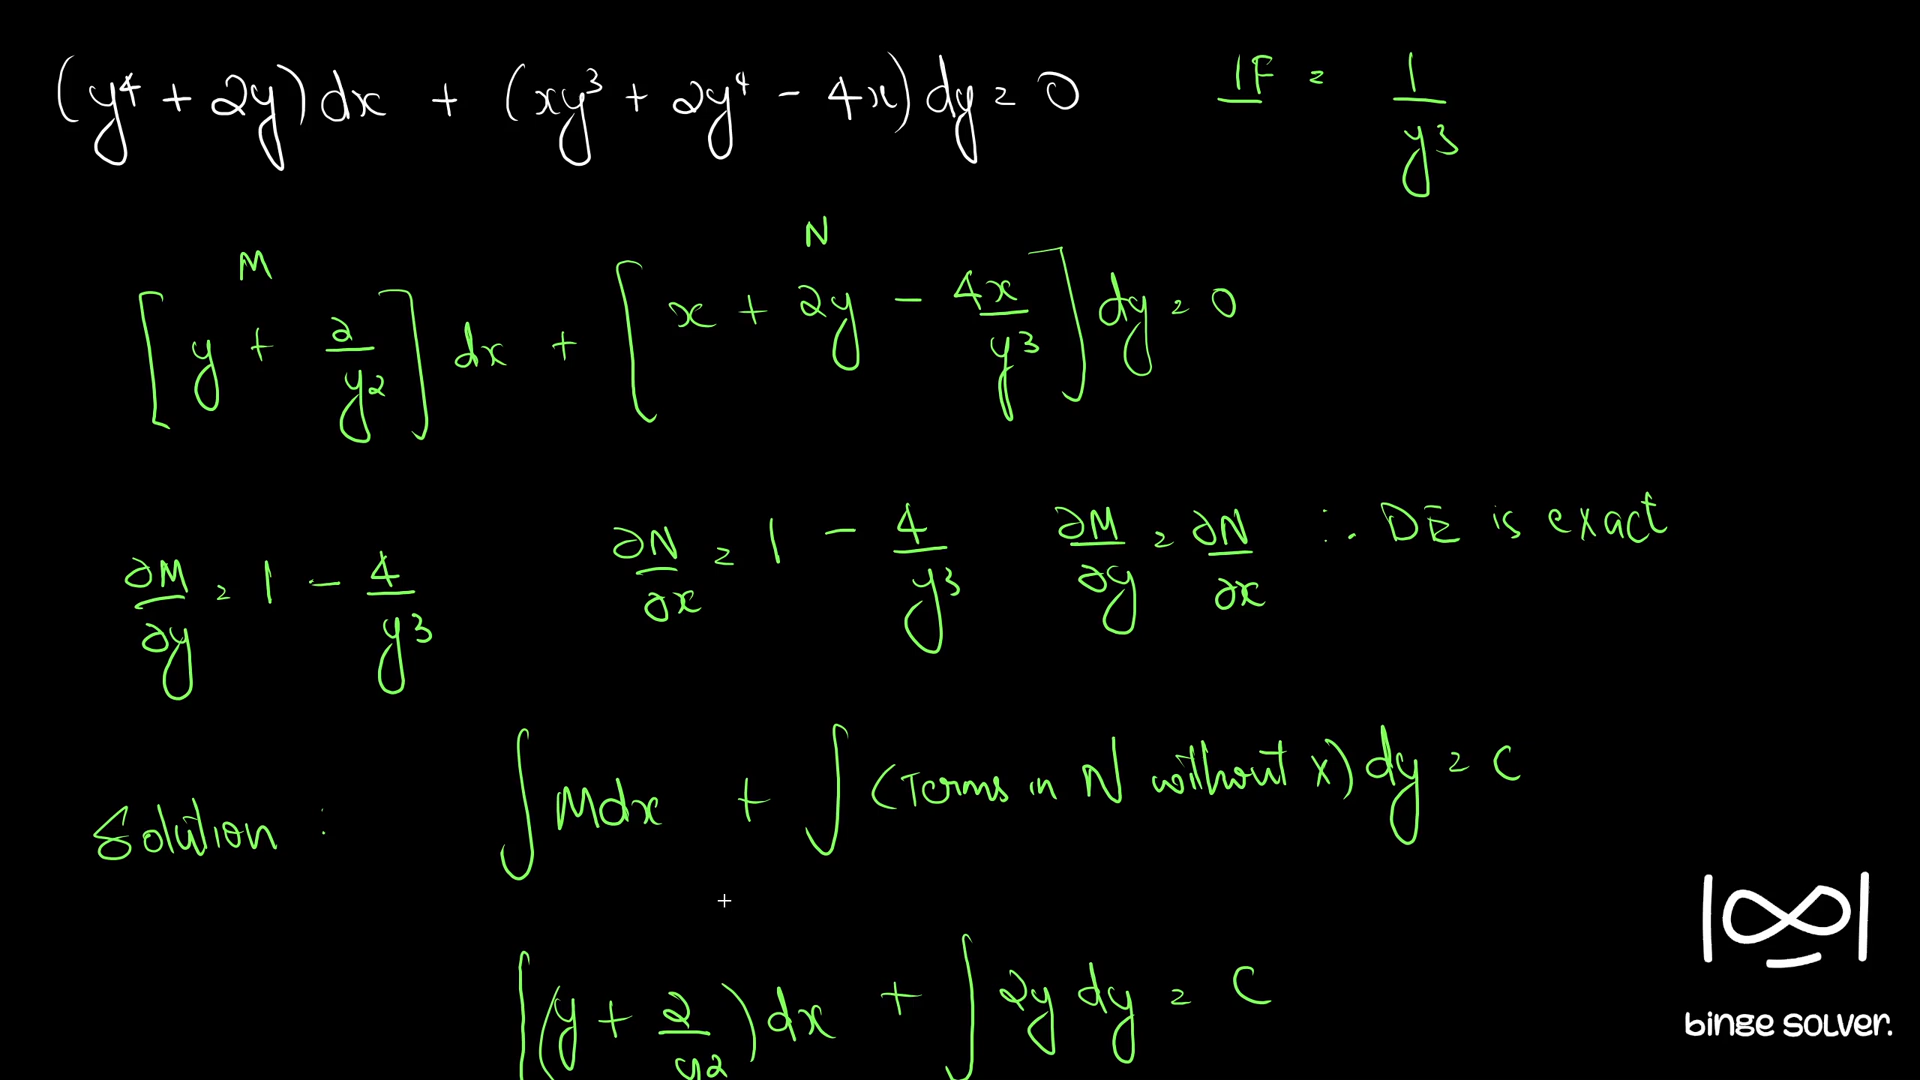 (y⁴ + 2y) dx + (xy³ + 2y⁴ - 4x) dy = 0    IF = 1/y³
M    N
[y + 2/y²] dx + [x + 2y - 4x/y³] dy = 0
∂M/∂y = 1 - 4/y³    ∂N/∂x = 1 - 4/y³    ∂M/∂y = ∂N/∂x ∴ DE is exact
Solution : ∫Mdx + ∫(Terms in N without x) dy = C
∫(y + 2/y²) dx + ∫2y dy = C
binge solver.